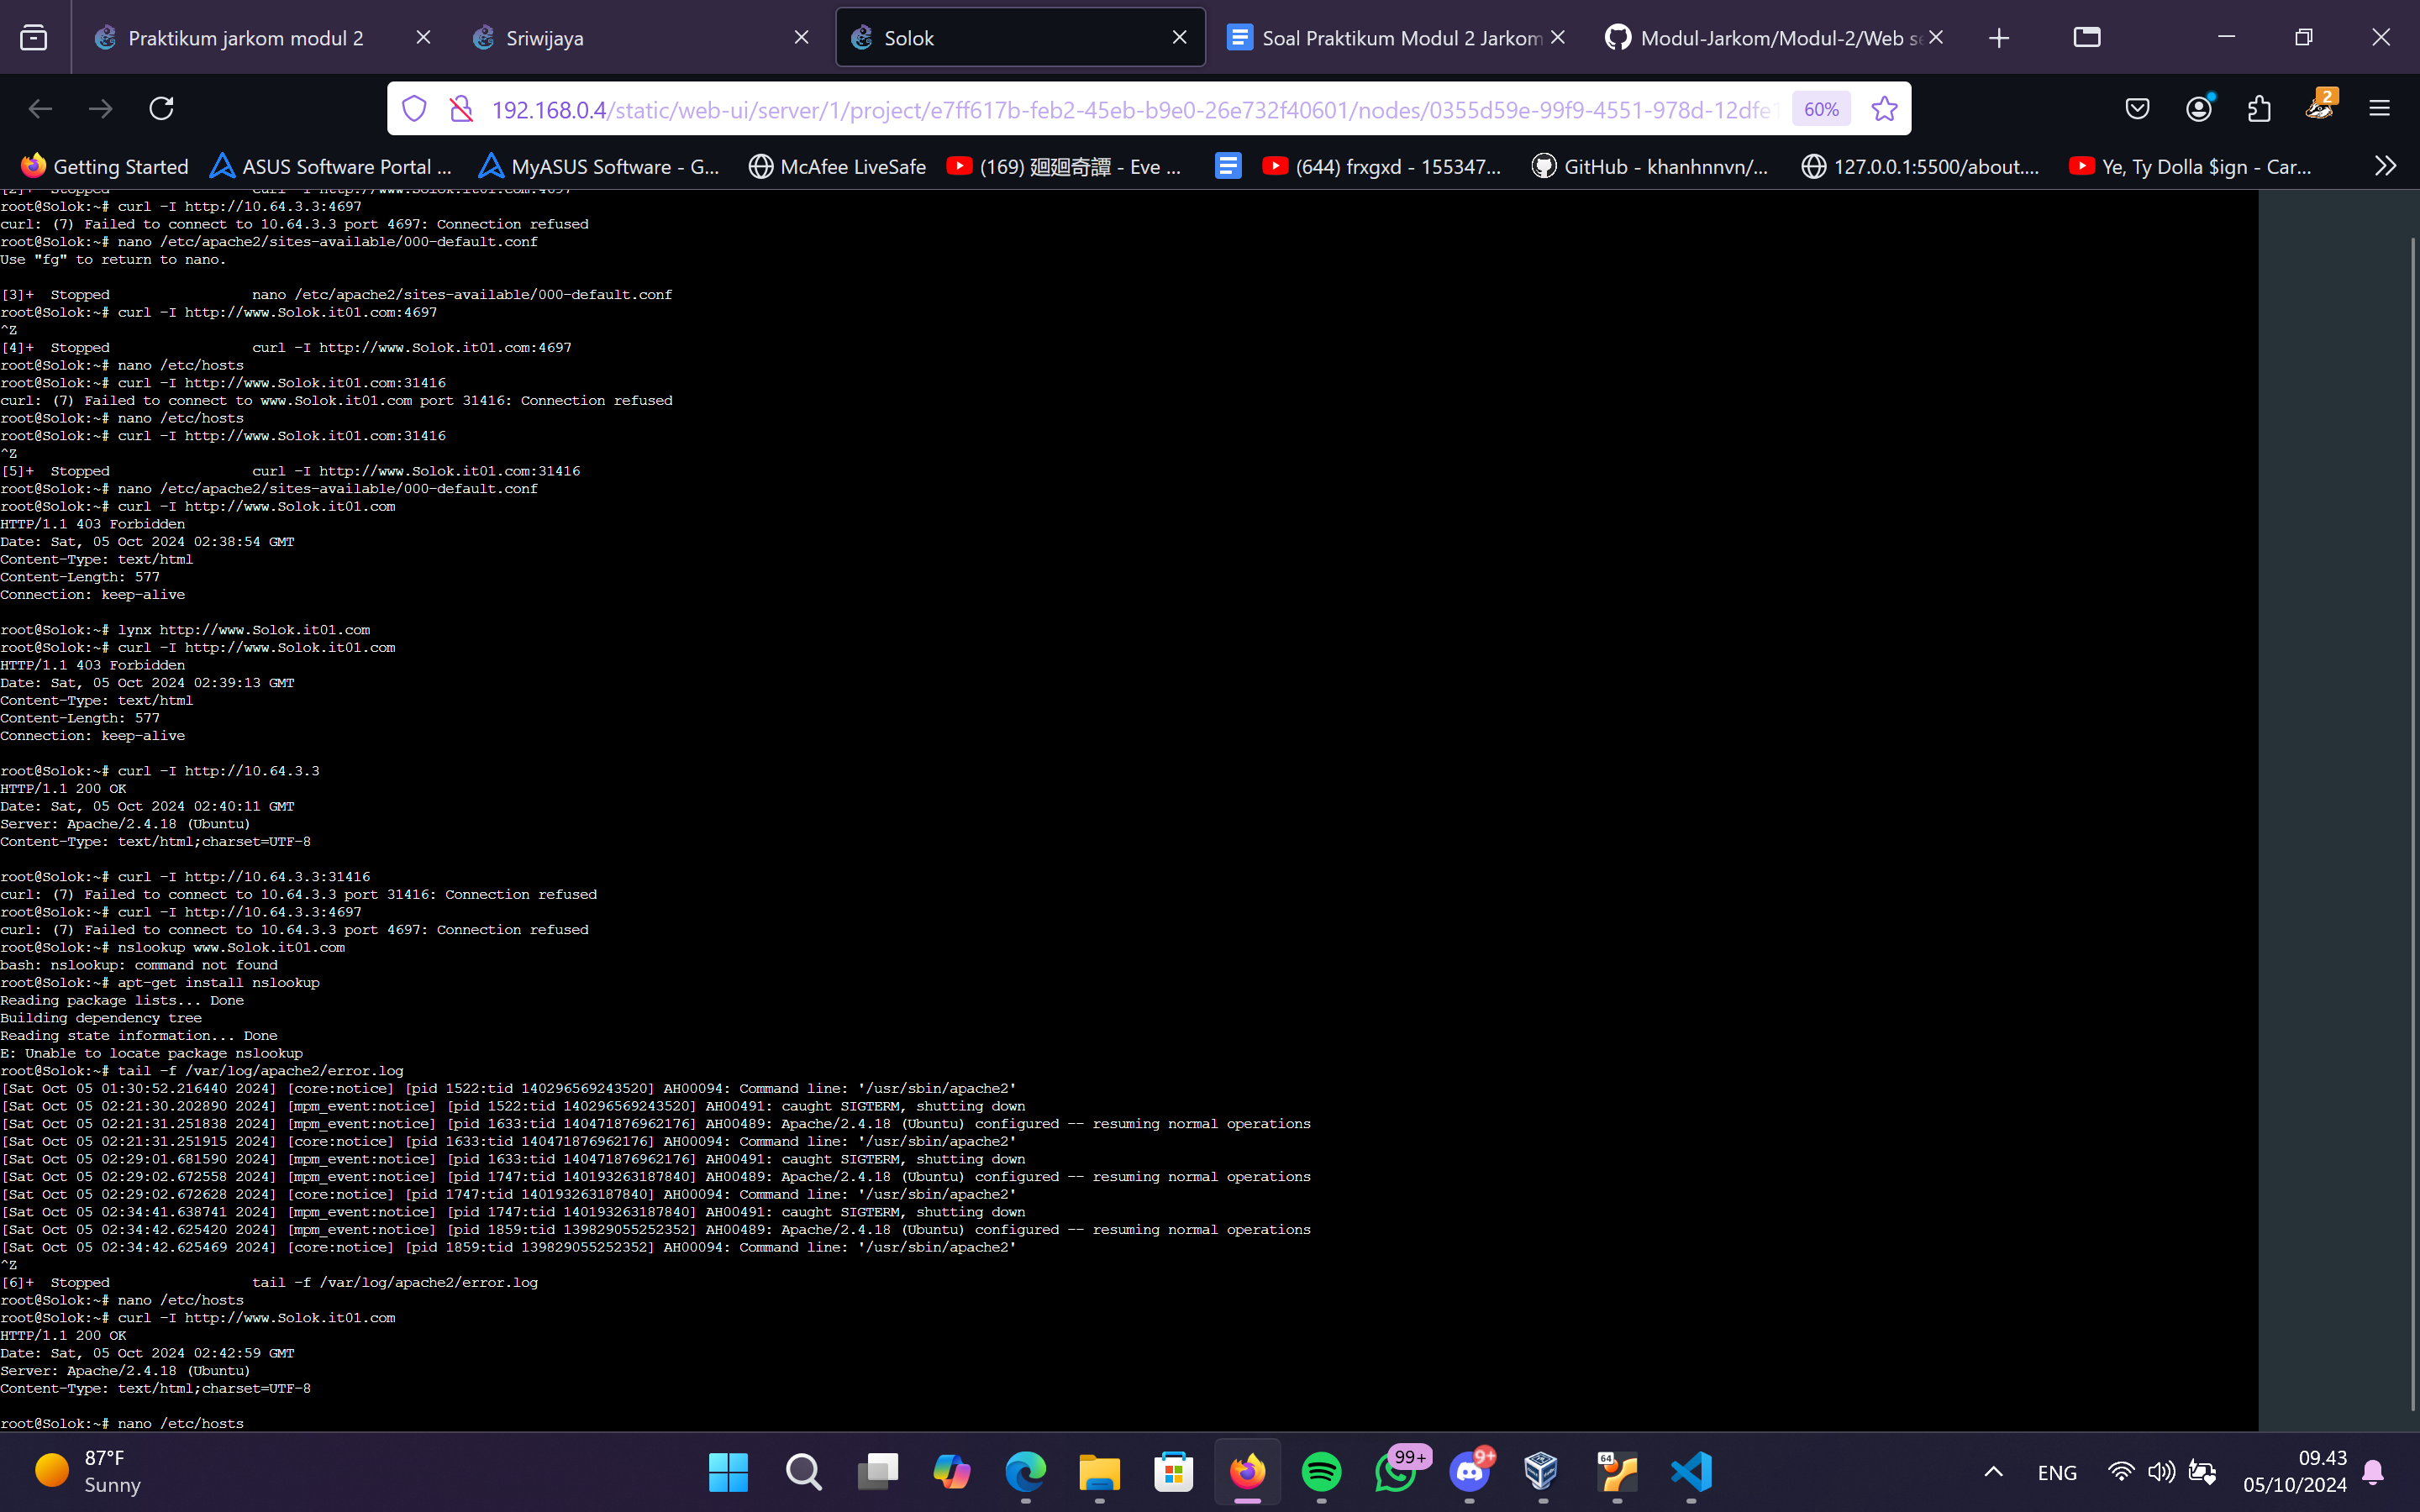 Praktikum jarkom modul 2
Sriwijaya
Solok
Soal Praktikum Modul 2 Jarkom
Modul-Jarkom/Modul-2/Web se
192.168.0.4/static/web-ui/server/1/project/e7ff617b-feb2-45eb-b9e0-26e732f40601/nodes/0355d59e-99f9-4551-978d-12dfe1
60%
2
Getting Started
ASUS Software Portal ...
MyASUS Software - G...
McAfee LiveSafe
(169) 廻廻奇譚 - Eve ...
(644) frxgxd - 155347...
GitHub - khanhnnvn/...
127.0.0.1:5500/about....
Ye, Ty Dolla $ign - Car...
[2]+  Stopped                 curl -I http://www.Solok.it01.com:4697
root@Solok:~# curl -I http://10.64.3.3:4697
curl: (7) Failed to connect to 10.64.3.3 port 4697: Connection refused
root@Solok:~# nano /etc/apache2/sites-available/000-default.conf
Use "fg" to return to nano.
[3]+  Stopped                 nano /etc/apache2/sites-available/000-default.conf
root@Solok:~# curl -I http://www.Solok.it01.com:4697
^Z
[4]+  Stopped                 curl -I http://www.Solok.it01.com:4697
root@Solok:~# nano /etc/hosts
root@Solok:~# curl -I http://www.Solok.it01.com:31416
curl: (7) Failed to connect to www.Solok.it01.com port 31416: Connection refused
root@Solok:~# nano /etc/hosts
root@Solok:~# curl -I http://www.Solok.it01.com:31416
^Z
[5]+  Stopped                 curl -I http://www.Solok.it01.com:31416
root@Solok:~# nano /etc/apache2/sites-available/000-default.conf
root@Solok:~# curl -I http://www.Solok.it01.com
HTTP/1.1 403 Forbidden
Date: Sat, 05 Oct 2024 02:38:54 GMT
Content-Type: text/html
Content-Length: 577
Connection: keep-alive
root@Solok:~# lynx http://www.Solok.it01.com
root@Solok:~# curl -I http://www.Solok.it01.com
HTTP/1.1 403 Forbidden
Date: Sat, 05 Oct 2024 02:39:13 GMT
Content-Type: text/html
Content-Length: 577
Connection: keep-alive
root@Solok:~# curl -I http://10.64.3.3
HTTP/1.1 200 OK
Date: Sat, 05 Oct 2024 02:40:11 GMT
Server: Apache/2.4.18 (Ubuntu)
Content-Type: text/html;charset=UTF-8
root@Solok:~# curl -I http://10.64.3.3:31416
curl: (7) Failed to connect to 10.64.3.3 port 31416: Connection refused
root@Solok:~# curl -I http://10.64.3.3:4697
curl: (7) Failed to connect to 10.64.3.3 port 4697: Connection refused
root@Solok:~# nslookup www.Solok.it01.com
bash: nslookup: command not found
root@Solok:~# apt-get install nslookup
Reading package lists... Done
Building dependency tree
Reading state information... Done
E: Unable to locate package nslookup
root@Solok:~# tail -f /var/log/apache2/error.log
[Sat Oct 05 01:30:52.216440 2024] [core:notice] [pid 1522:tid 140296569243520] AH00094: Command line: '/usr/sbin/apache2'
[Sat Oct 05 02:21:30.202890 2024] [mpm_event:notice] [pid 1522:tid 140296569243520] AH00491: caught SIGTERM, shutting down
[Sat Oct 05 02:21:31.251838 2024] [mpm_event:notice] [pid 1633:tid 140471876962176] AH00489: Apache/2.4.18 (Ubuntu) configured -- resuming normal operations
[Sat Oct 05 02:21:31.251915 2024] [core:notice] [pid 1633:tid 140471876962176] AH00094: Command line: '/usr/sbin/apache2'
[Sat Oct 05 02:29:01.681590 2024] [mpm_event:notice] [pid 1633:tid 140471876962176] AH00491: caught SIGTERM, shutting down
[Sat Oct 05 02:29:02.672558 2024] [mpm_event:notice] [pid 1747:tid 140193263187840] AH00489: Apache/2.4.18 (Ubuntu) configured -- resuming normal operations
[Sat Oct 05 02:29:02.672628 2024] [core:notice] [pid 1747:tid 140193263187840] AH00094: Command line: '/usr/sbin/apache2'
[Sat Oct 05 02:34:41.638741 2024] [mpm_event:notice] [pid 1747:tid 140193263187840] AH00491: caught SIGTERM, shutting down
[Sat Oct 05 02:34:42.625420 2024] [mpm_event:notice] [pid 1859:tid 139829055252352] AH00489: Apache/2.4.18 (Ubuntu) configured -- resuming normal operations
[Sat Oct 05 02:34:42.625469 2024] [core:notice] [pid 1859:tid 139829055252352] AH00094: Command line: '/usr/sbin/apache2'
^Z
[6]+  Stopped                 tail -f /var/log/apache2/error.log
root@Solok:~# nano /etc/hosts
root@Solok:~# curl -I http://www.Solok.it01.com
HTTP/1.1 200 OK
Date: Sat, 05 Oct 2024 02:42:59 GMT
Server: Apache/2.4.18 (Ubuntu)
Content-Type: text/html;charset=UTF-8
root@Solok:~# nano /etc/hosts
87°F
Sunny
99+
9+
64
ENG
09.43
05/10/2024